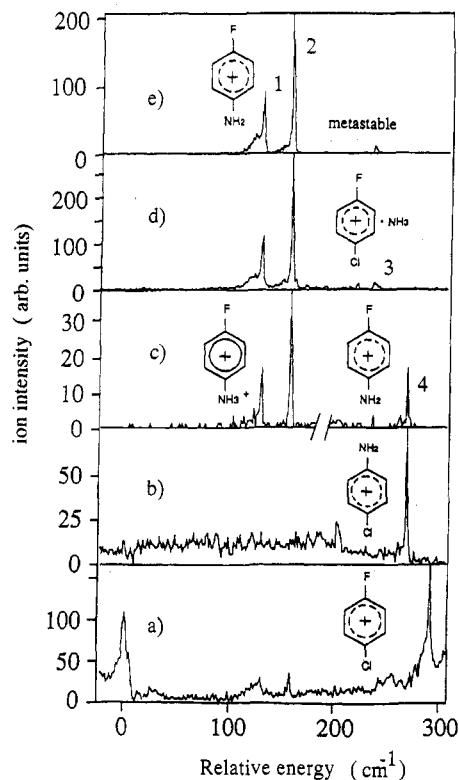 ion intensity ( arb. units )
200
100
0
e)
F
+
NH₂
1
2
metastable
200
100
0
d)
F
+
Cl
· NH₃
3
30
20
10
0
c)
F
+
NH₃ +
F
+
NH₂
4
50
25
0
b)
NH₂
+
Cl
100
50
0
a)
F
+
Cl
0 100 200 300
Relative energy ( cm⁻¹ )